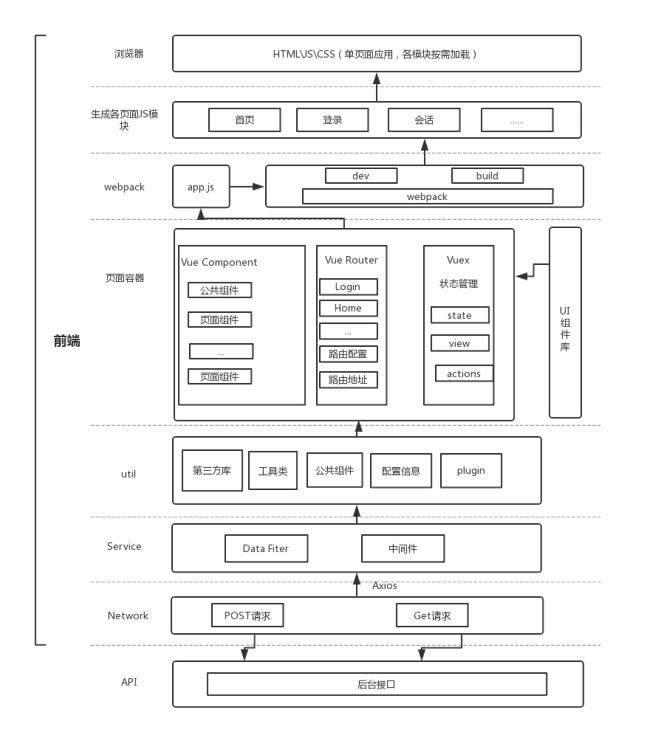 浏览器
HTML\JS\CSS（单页面应用，各模块按需加载）
生成各页面JS模
块
首页
登录
会话
......
webpack
app.js
dev
build
webpack
页面容器
Vue Component
公共组件
页面组件
...
页面组件
Vue Router
Login
Home
...
路由配置
路由地址
Vuex
状态管理
state
view
actions
UI
组
件
库
前端
util
第三方库
工具类
公共组件
配置信息
plugin
Service
Data Fiter
中间件
Axios
Network
POST请求
Get请求
API
后台接口